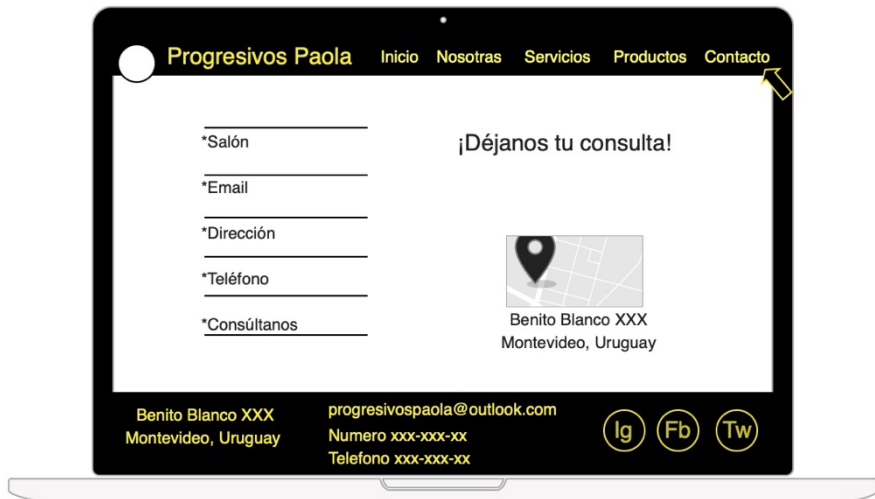 Progresivos Paola Inicio Nosotras Servicios Productos Contacto
*Salón
*Email
*Dirección
*Teléfono
*Consúltanos
¡Déjanos tu consulta!
Benito Blanco XXX
Montevideo, Uruguay
Benito Blanco XXX
Montevideo, Uruguay
progresivospaola@outlook.com
Numero xxx-xxx-xx
Telefono xxx-xxx-xx
Ig Fb Tw